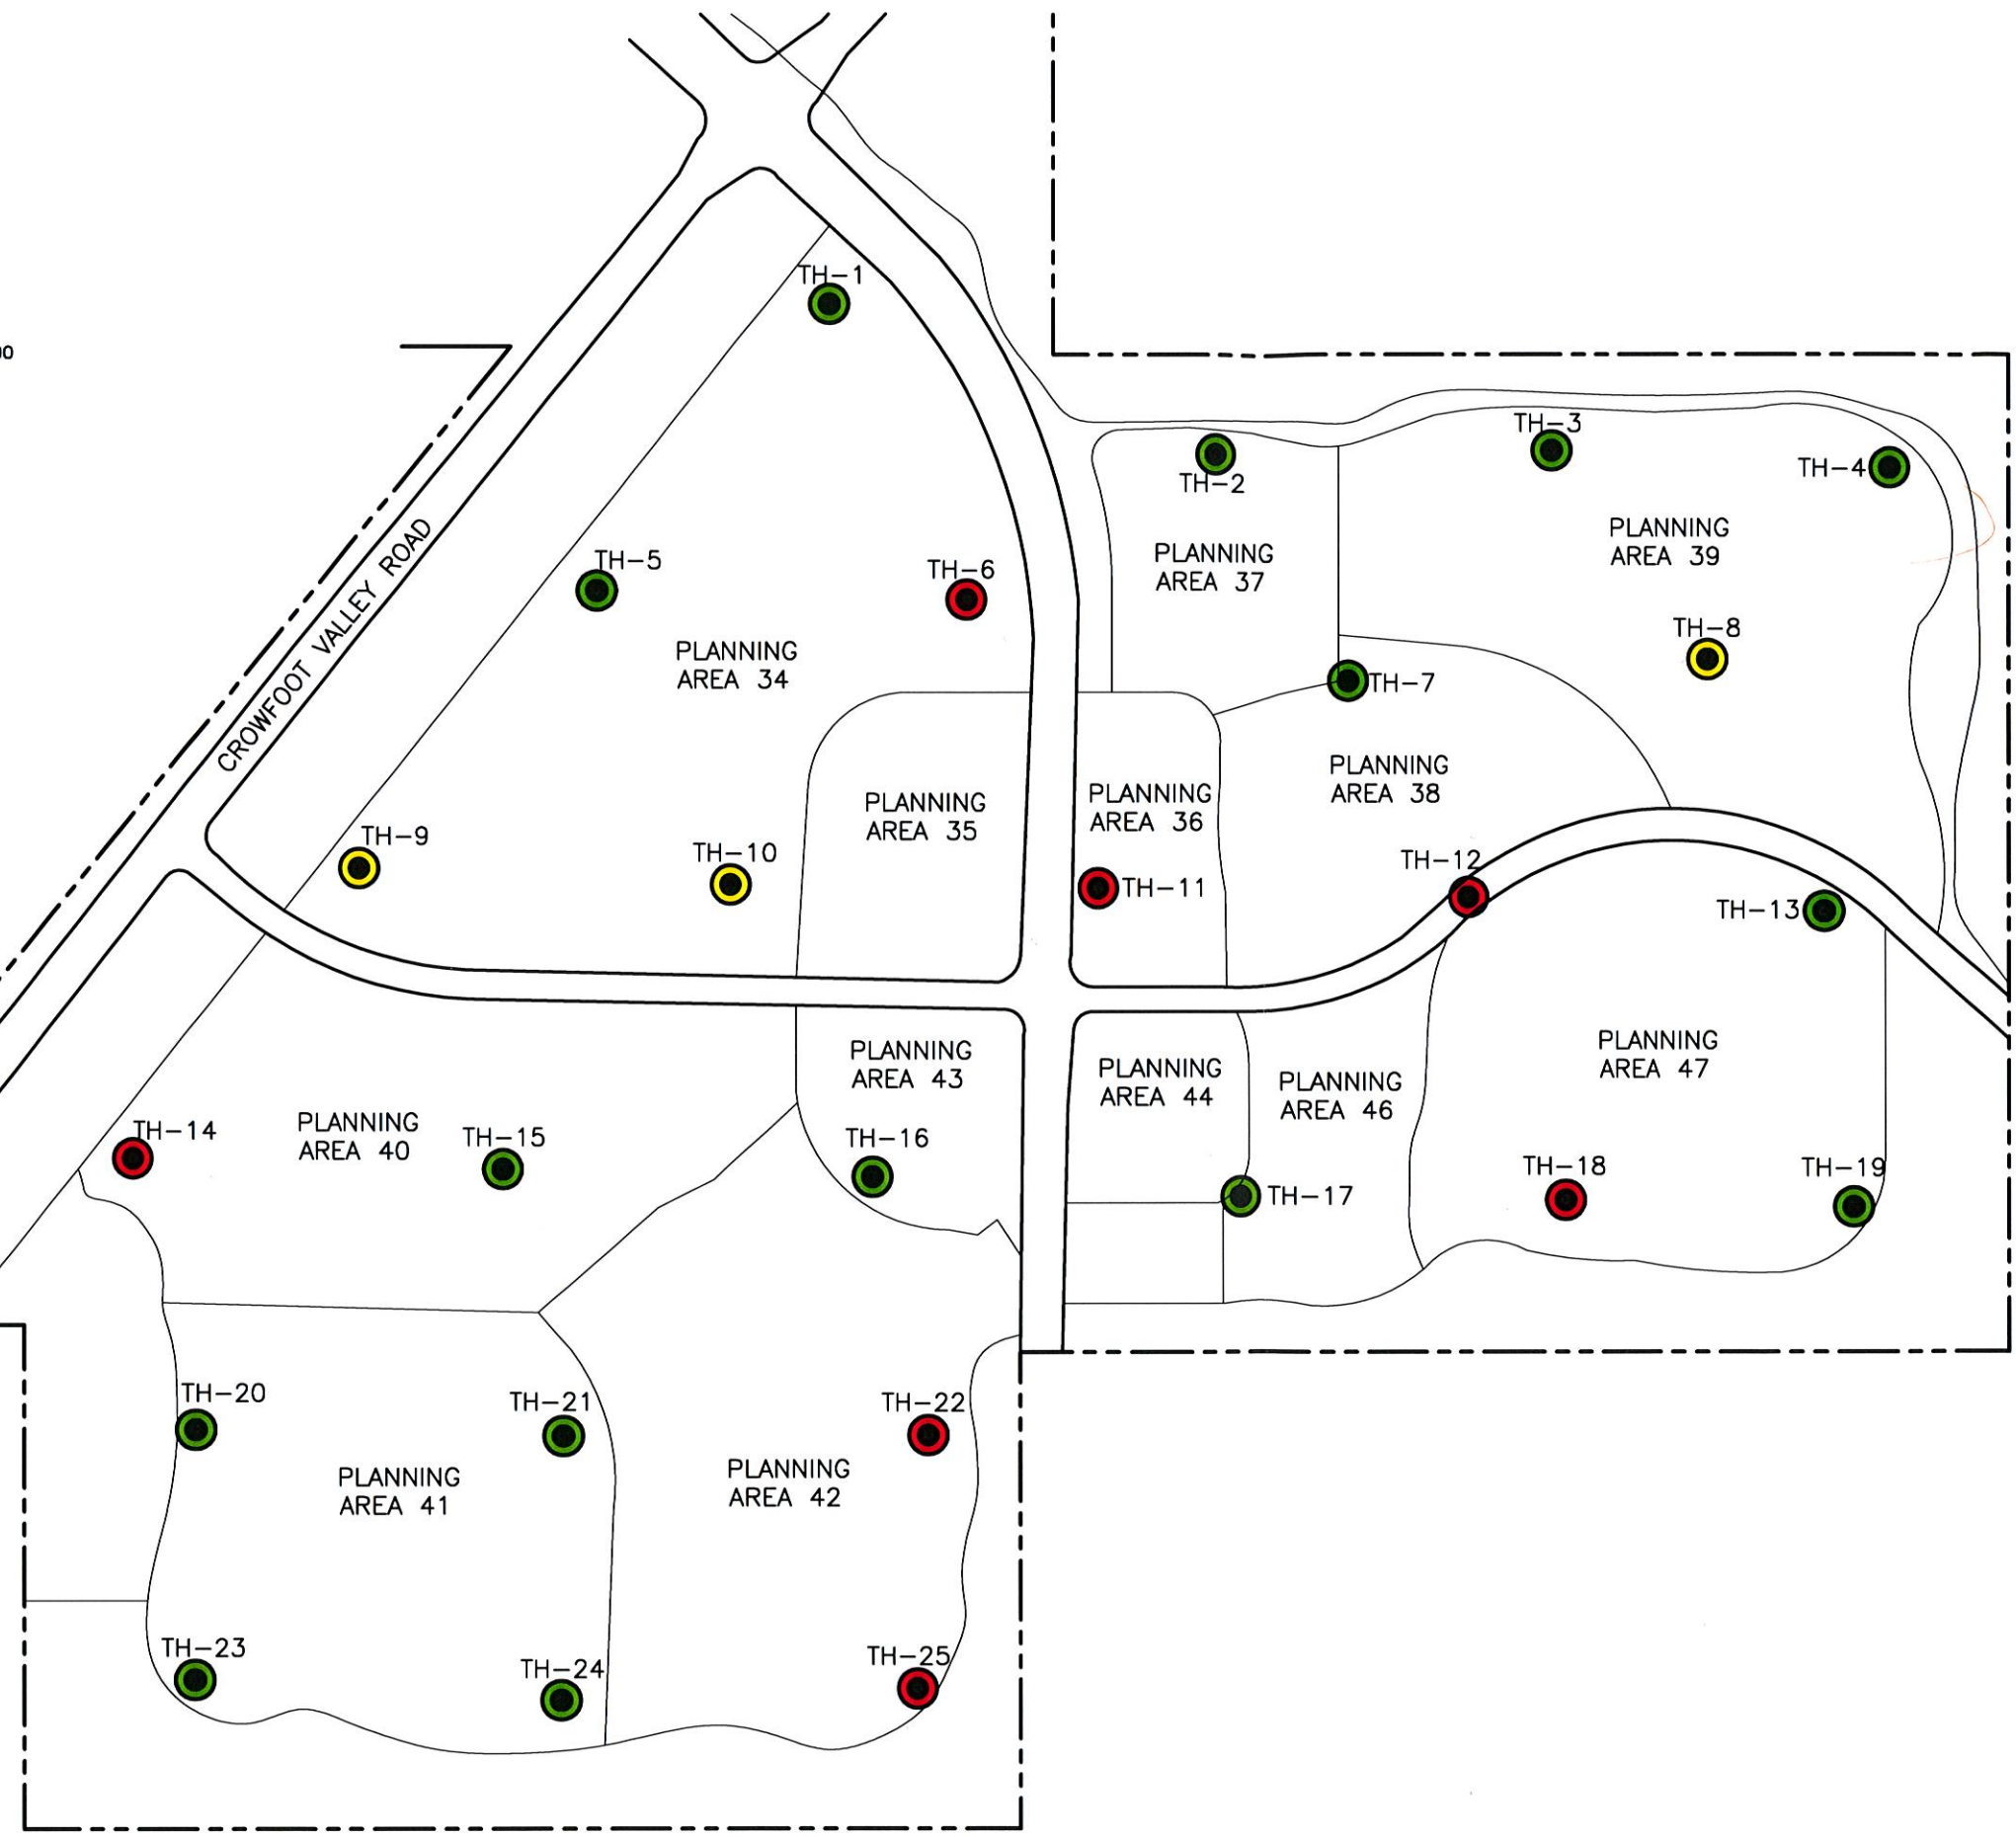 TH-1
00
TH-3
TH-4
TH-2
PLANNING
AREA 39
CROWFOOT VALLEY ROAD
TH-5
TH-6
PLANNING
AREA 37
TH-8
PLANNING
AREA 34
TH-7
PLANNING
AREA 38
PLANNING
AREA 36
PLANNING
AREA 35
TH-9
TH-10
TH-11
TH-12
TH-13
PLANNING
AREA 43
PLANNING
AREA 44
PLANNING
AREA 46
PLANNING
AREA 47
TH-14
PLANNING
AREA 40
TH-15
TH-16
TH-17
TH-18
TH-19
TH-20
TH-21
TH-22
PLANNING
AREA 41
PLANNING
AREA 42
TH-23
TH-24
TH-25